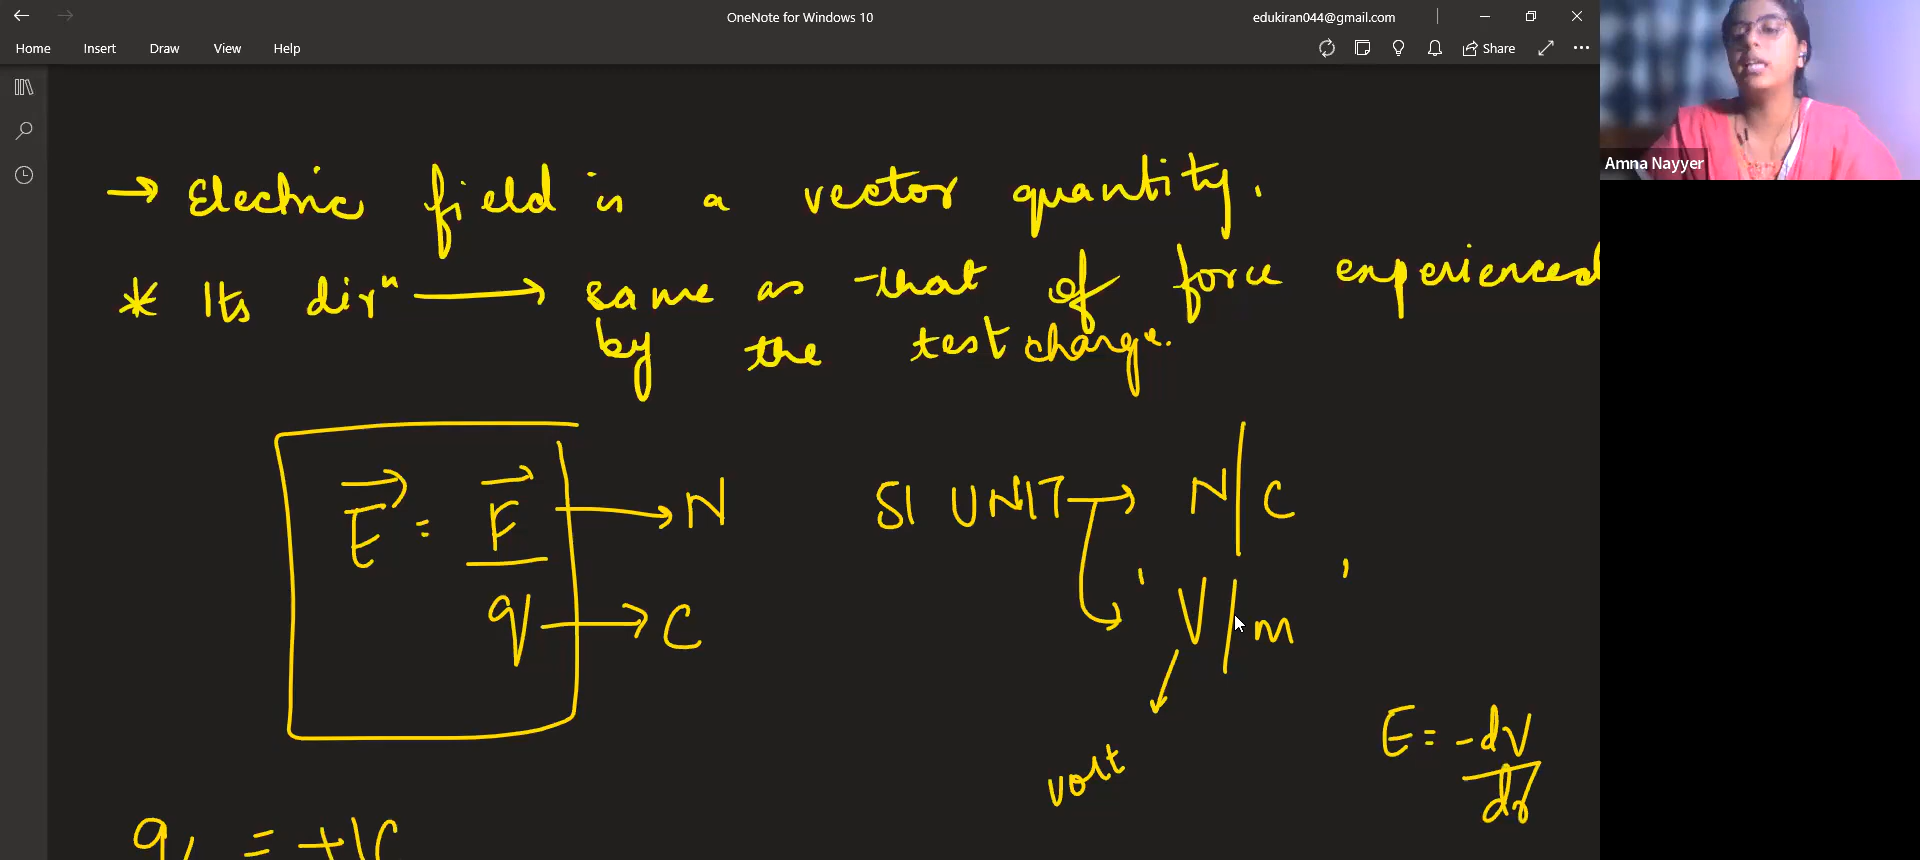 OneNote for Windows 10
edukiran044@gmail.com
Home Insert Draw View Help
Share
Amna Nayyer
→ Electric field is a vector quantity.
* Its dirⁿ → same as that of force experienced
by the test charge.
E⃗ = F⃗ / q
→ N
→ C
SI UNIT → N/C
' V/m '
volt
E = -dV/dr
q = +1C